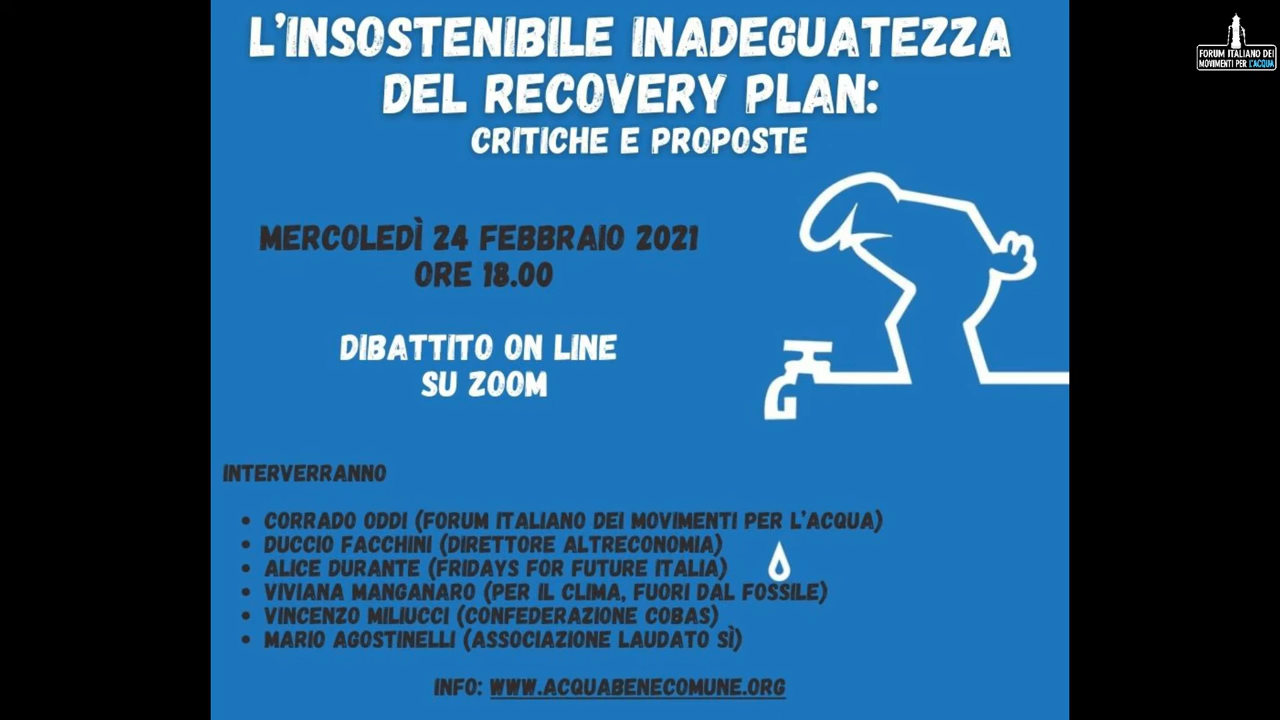 L'INSOSTENIBILE INADEGUATEZZA
DEL RECOVERY PLAN:
CRITICHE E PROPOSTE
FORUM ITALIANO DEI
MOVIMENTI PER L'ACQUA
MERCOLEDÌ 24 FEBBRAIO 2021
ORE 18.00
DIBATTITO ON LINE
SU ZOOM
INTERVERRANNO
• CORRADO ODDI (FORUM ITALIANO DEI MOVIMENTI PER L'ACQUA)
• DUCCIO FACCHINI (DIRETTORE ALTRECONOMIA)
• ALICE DURANTE (FRIDAYS FOR FUTURE ITALIA)
• VIVIANA MANGANARO (PER IL CLIMA, FUORI DAL FOSSILE)
• VINCENZO MILIUCCI (CONFEDERAZIONE COBAS)
• MARIO AGOSTINELLI (ASSOCIAZIONE LAUDATO SÌ)
INFO: WWW.ACQUABENECOMUNE.ORG